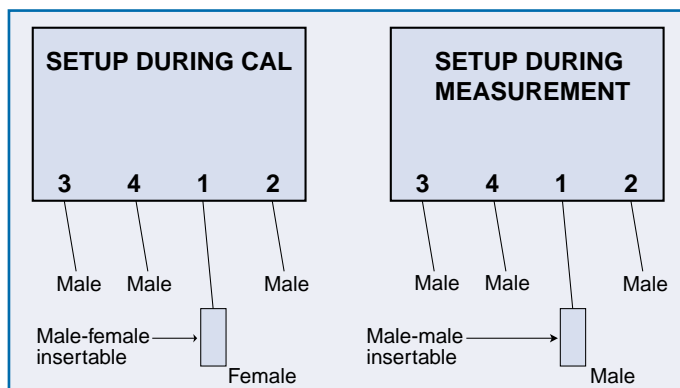 SETUP DURING CAL
3 4 1 2
Male Male Male
Male-female
insertable
Female
SETUP DURING
MEASUREMENT
3 4 1 2
Male Male Male
Male-male
insertable
Male